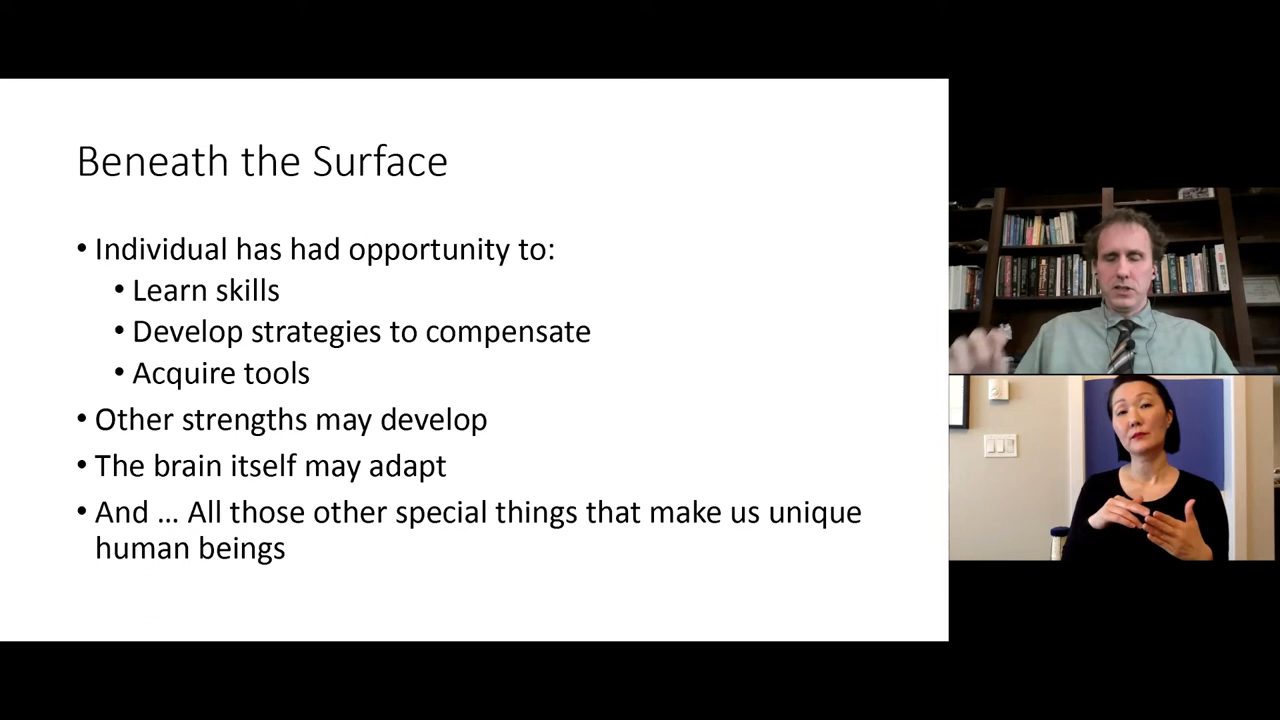 Beneath the Surface
• Individual has had opportunity to:
• Learn skills
• Develop strategies to compensate
• Acquire tools
• Other strengths may develop
• The brain itself may adapt
• And … All those other special things that make us unique
human beings